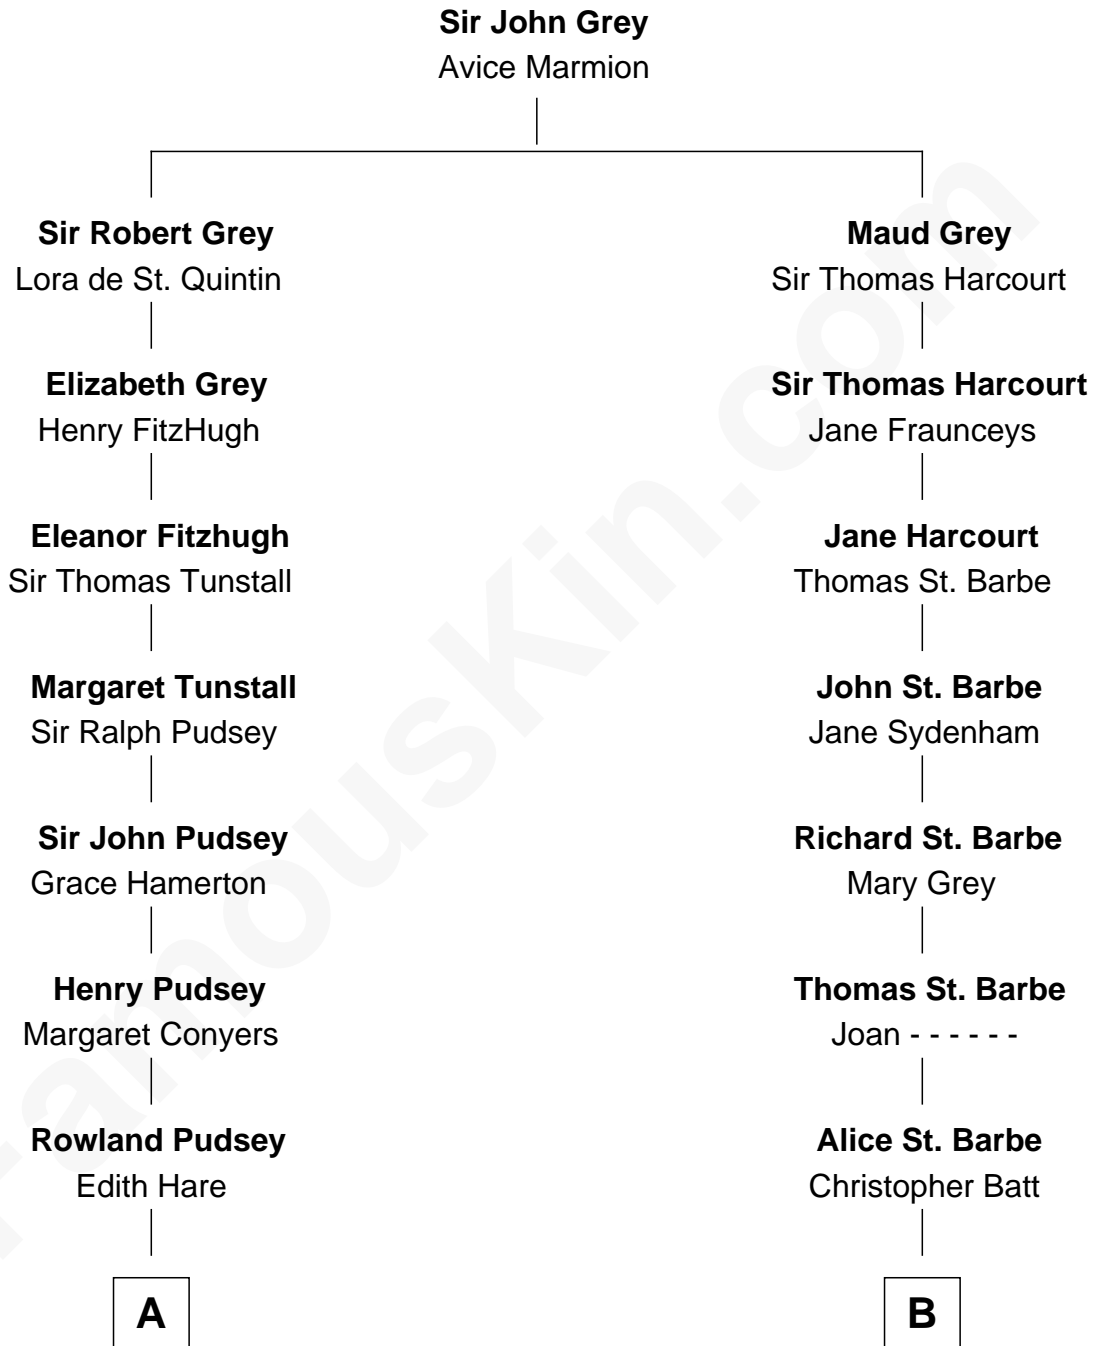 Sir John Grey
Avice Marmion
Sir Robert Grey
Lora de St. Quintin
Maud Grey
Sir Thomas Harcourt
Elizabeth Grey
Henry FitzHugh
Sir Thomas Harcourt
Jane Fraunceys
Eleanor Fitzhugh
Sir Thomas Tunstall
Jane Harcourt
Thomas St. Barbe
Margaret Tunstall
Sir Ralph Pudsey
John St. Barbe
Jane Sydenham
Sir John Pudsey
Grace Hamerton
Richard St. Barbe
Mary Grey
Henry Pudsey
Margaret Conyers
Thomas St. Barbe
Joan - - - - - -
Rowland Pudsey
Edith Hare
Alice St. Barbe
Christopher Batt
A
B
FamousKin.com